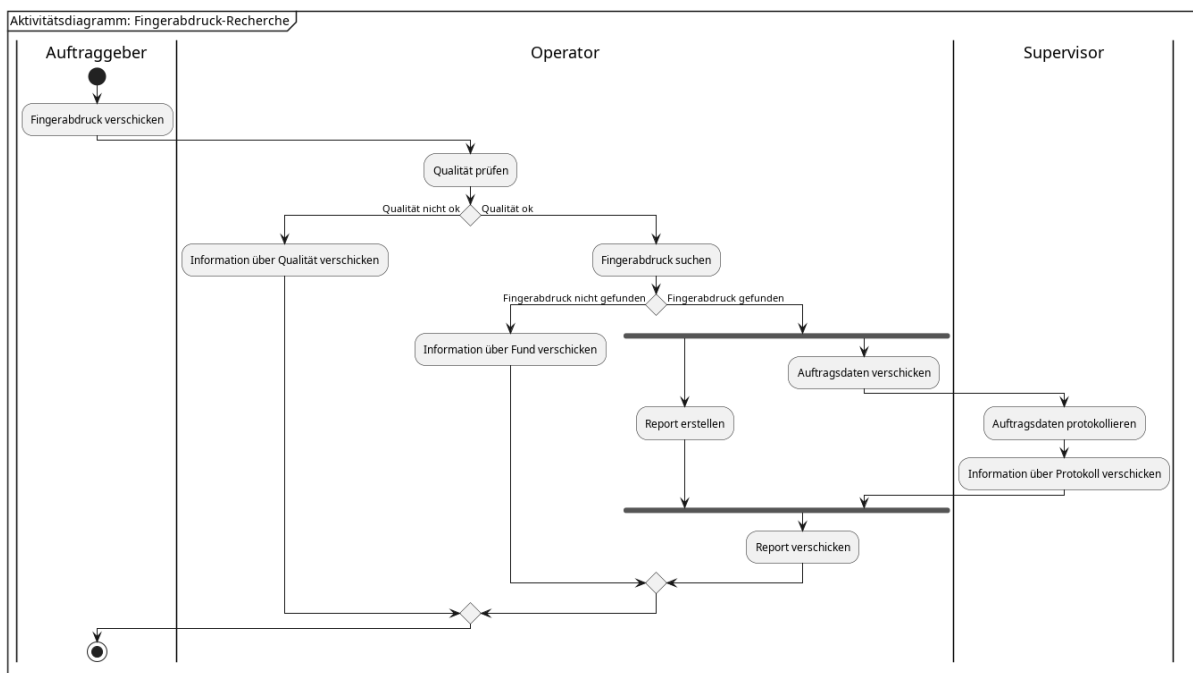 Aktivitätsdiagramm: Fingerabdruck-Recherche
Auftraggeber
Operator
Supervisor
Fingerabdruck verschicken
Qualität prüfen
Qualität nicht ok
Qualität ok
Information über Qualität verschicken
Fingerabdruck suchen
Fingerabdruck nicht gefunden
Fingerabdruck gefunden
Information über Fund verschicken
Auftragsdaten verschicken
Report erstellen
Auftragsdaten protokollieren
Information über Protokoll verschicken
Report verschicken